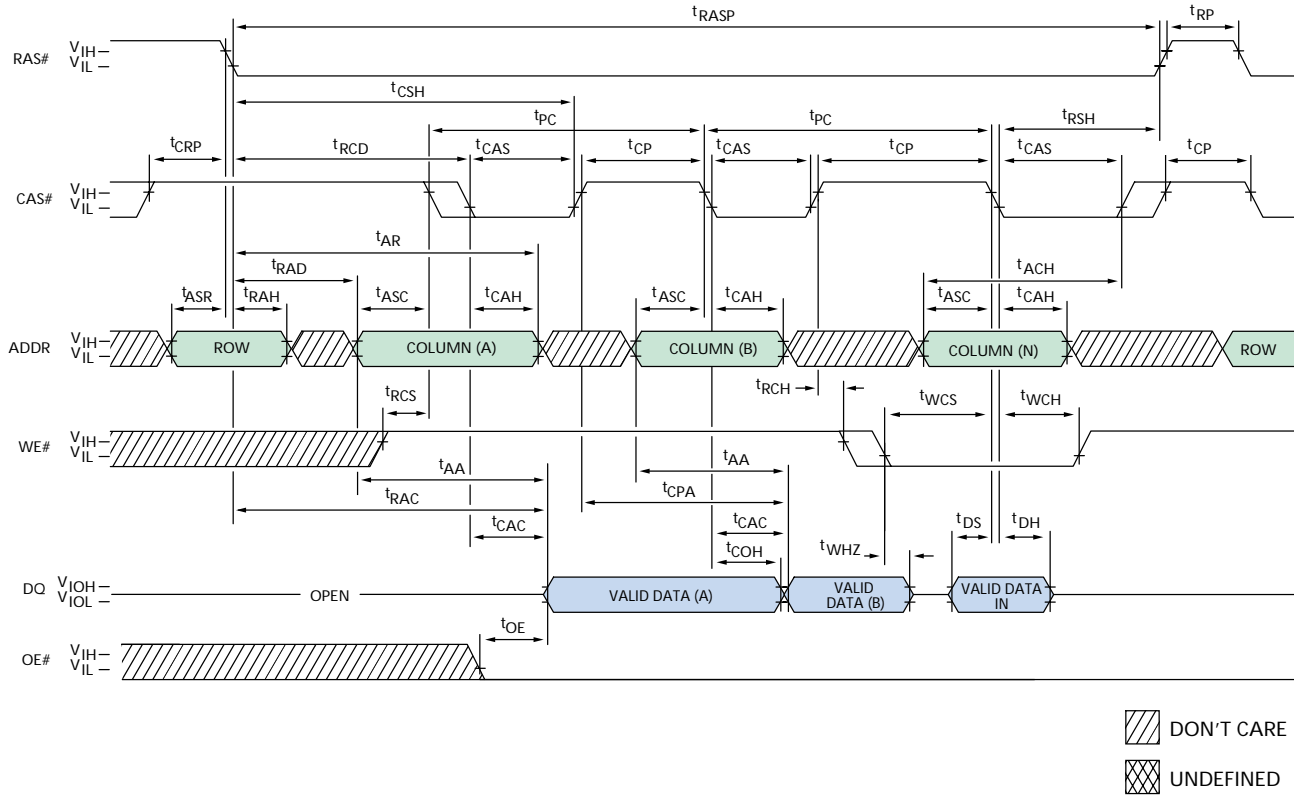 tRASP tRP
RAS# VIH
VIL
tCSH
tPC tPC tRSH
tCRP tRCD tCAS tCP tCAS tCP tCAS tCP
CAS# VIH
VIL
tAR
tRAD tACH
tASR tRAH tASC tCAH tASC tCAH tASC tCAH
ADDR VIH
VIL
ROW COLUMN (A) COLUMN (B) COLUMN (N) ROW
tRCS tRCH tWCS tWCH
WE# VIH
VIL
tAA tAA
tRAC tCPA
tCAC tCAC tDS tDH
tCOH tWHZ
DQ VIOH
VIOL
OPEN VALID DATA (A) VALID
DATA (B) VALID DATA
IN
tOE
OE# VIH
VIL
DON'T CARE
UNDEFINED